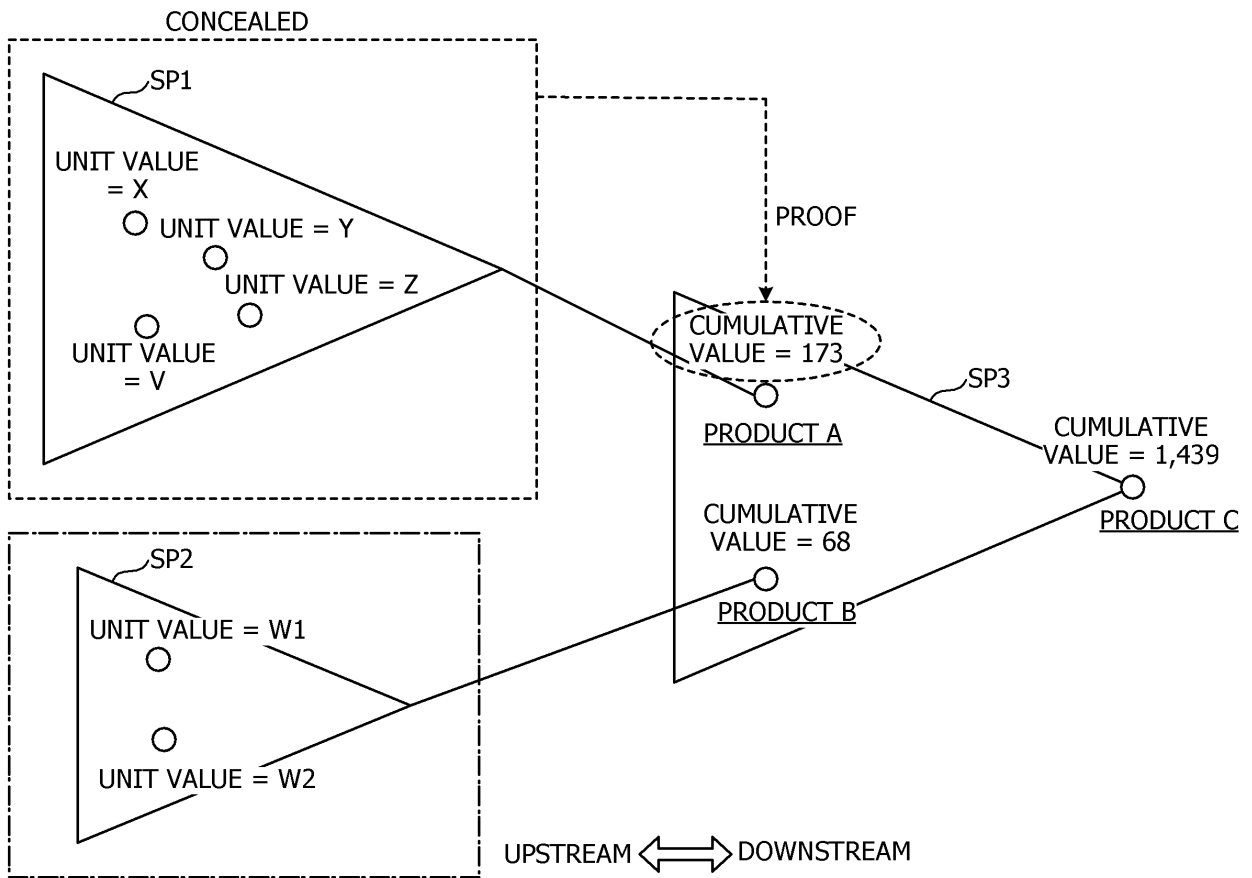 CONCEALED
SP1
UNIT VALUE
= X
UNIT VALUE = Y
UNIT VALUE = Z
UNIT VALUE
= V
PROOF
CUMULATIVE
VALUE = 173
PRODUCT A
SP3
CUMULATIVE
VALUE = 1,439
PRODUCT C
CUMULATIVE
VALUE = 68
PRODUCT B
SP2
UNIT VALUE = W1
UNIT VALUE = W2
UPSTREAM DOWNSTREAM